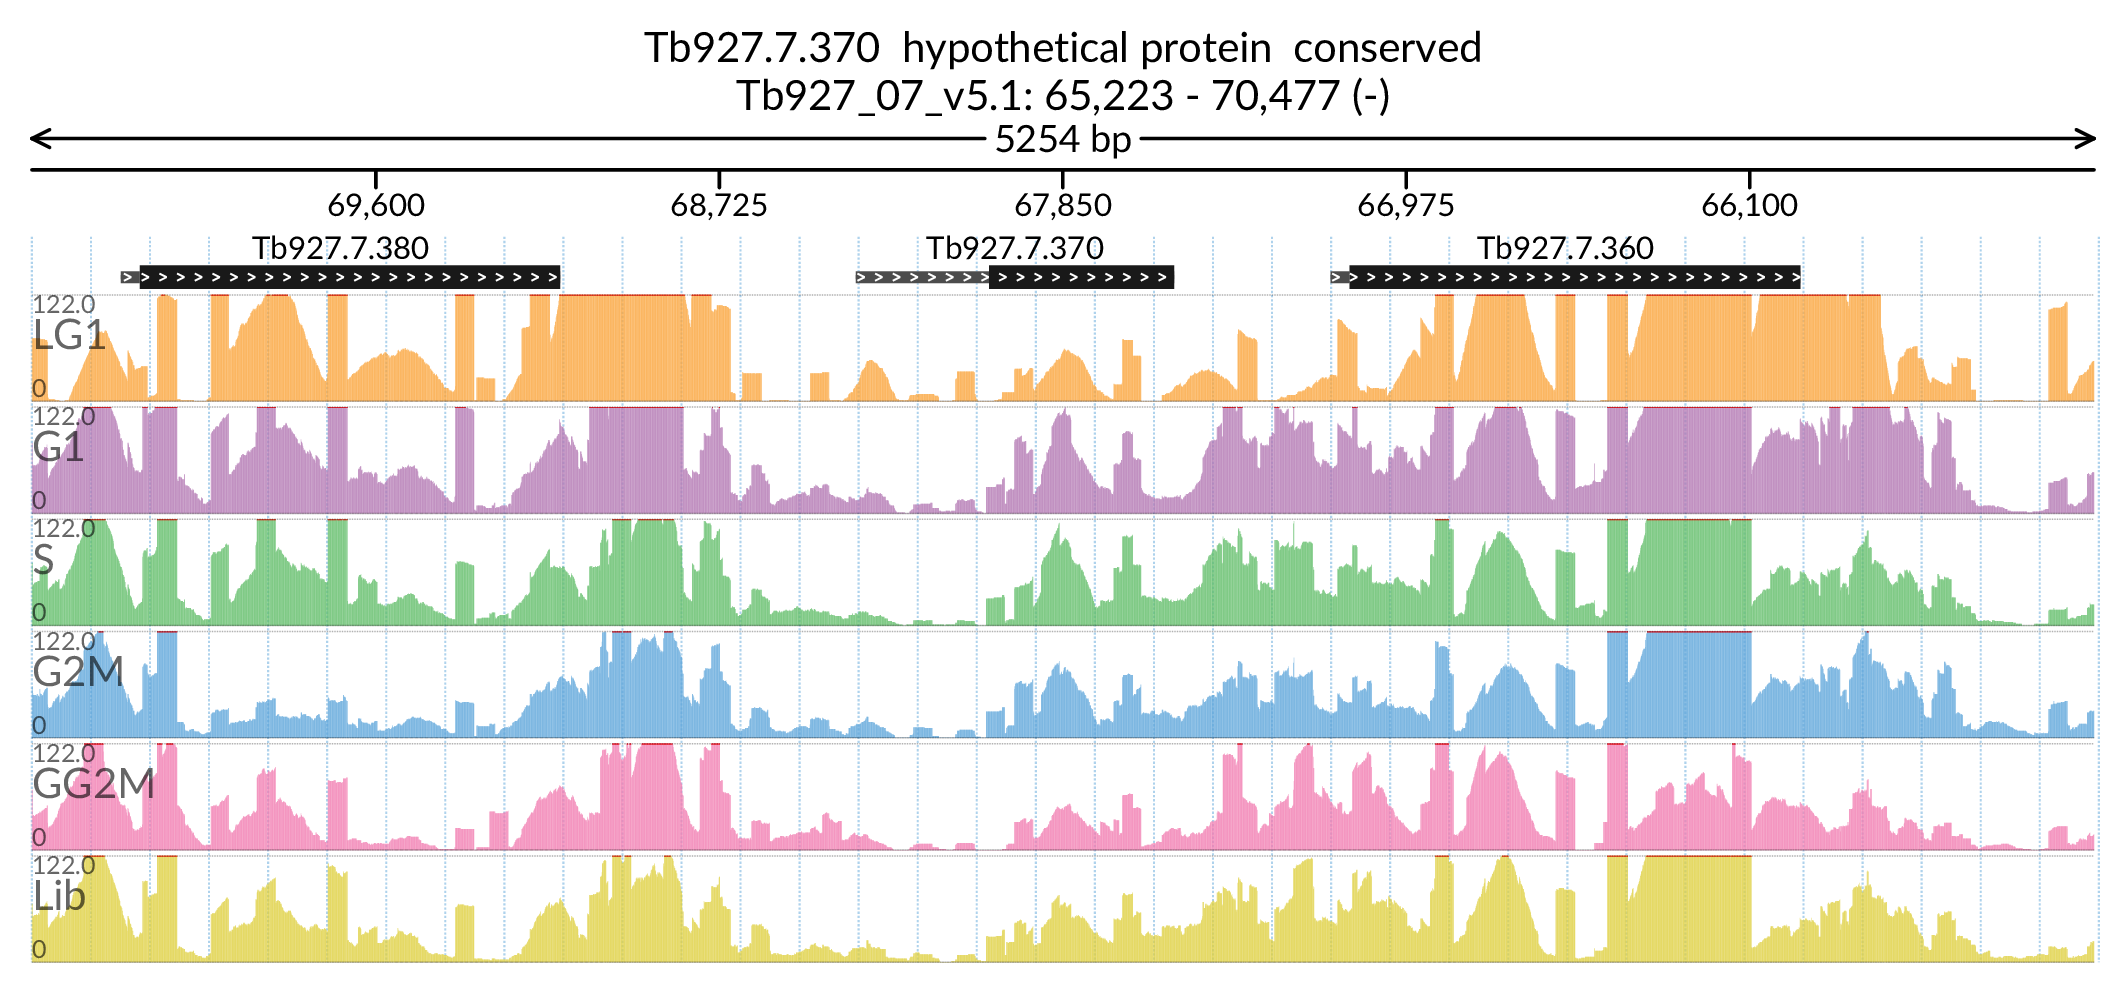 Tb927.7.370  hypothetical protein  conserved
Tb927_07_v5.1: 65,223 - 70,477 (-)
5254 bp
69,600 68,725 67,850 66,975 66,100
Tb927.7.380 Tb927.7.370 Tb927.7.360
122.0
LG1
0
122.0
G1
0
122.0
S
0
122.0
G2M
0
122.0
GG2M
0
122.0
Lib
0